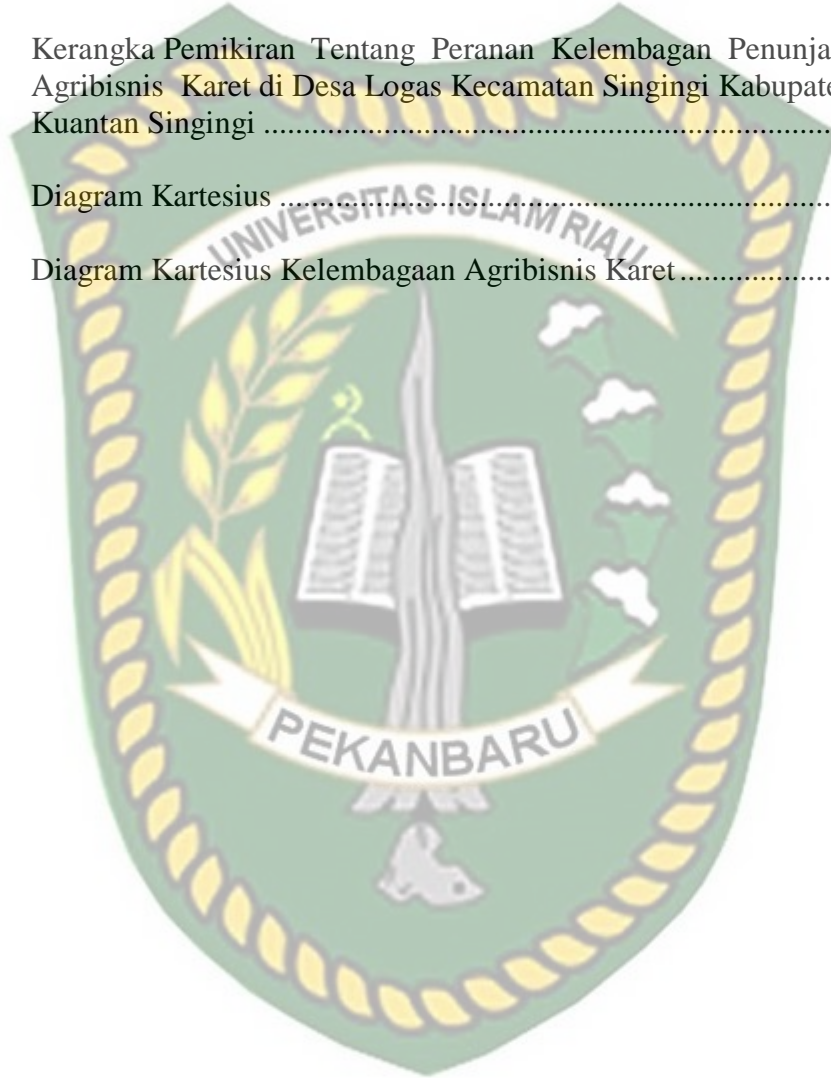 Kerangka Pemikiran Tentang Peranan Kelembagan Penunja
Agribisnis Karet di Desa Logas Kecamatan Singingi Kabupate
Kuantan Singingi ............................................................
Diagram Kartesius ..........................................................
UNIVERSITAS ISLAM RIAU
Diagram Kartesius Kelembagaan Agribisnis Karet ..................
PEKANBARU